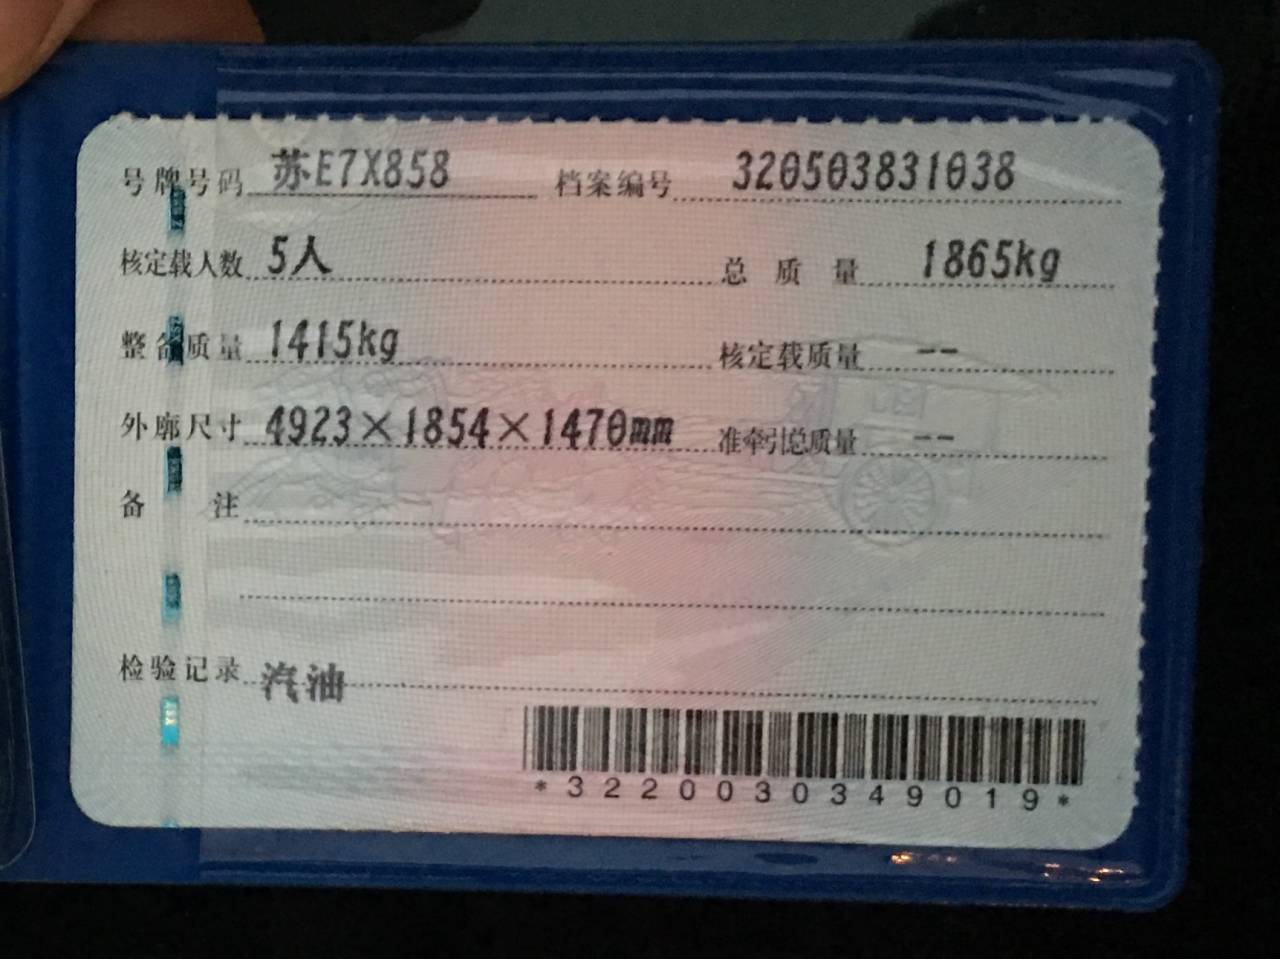 号牌号码 苏E7X858 档案编号 320503831038
核定载人数 5人 总质量 1865kg
整备质量 1415kg 核定载质量 --
外廓尺寸 4923×1854×1470mm 准牵引总质量 --
备注
检验记录 汽油
*3220030349019*